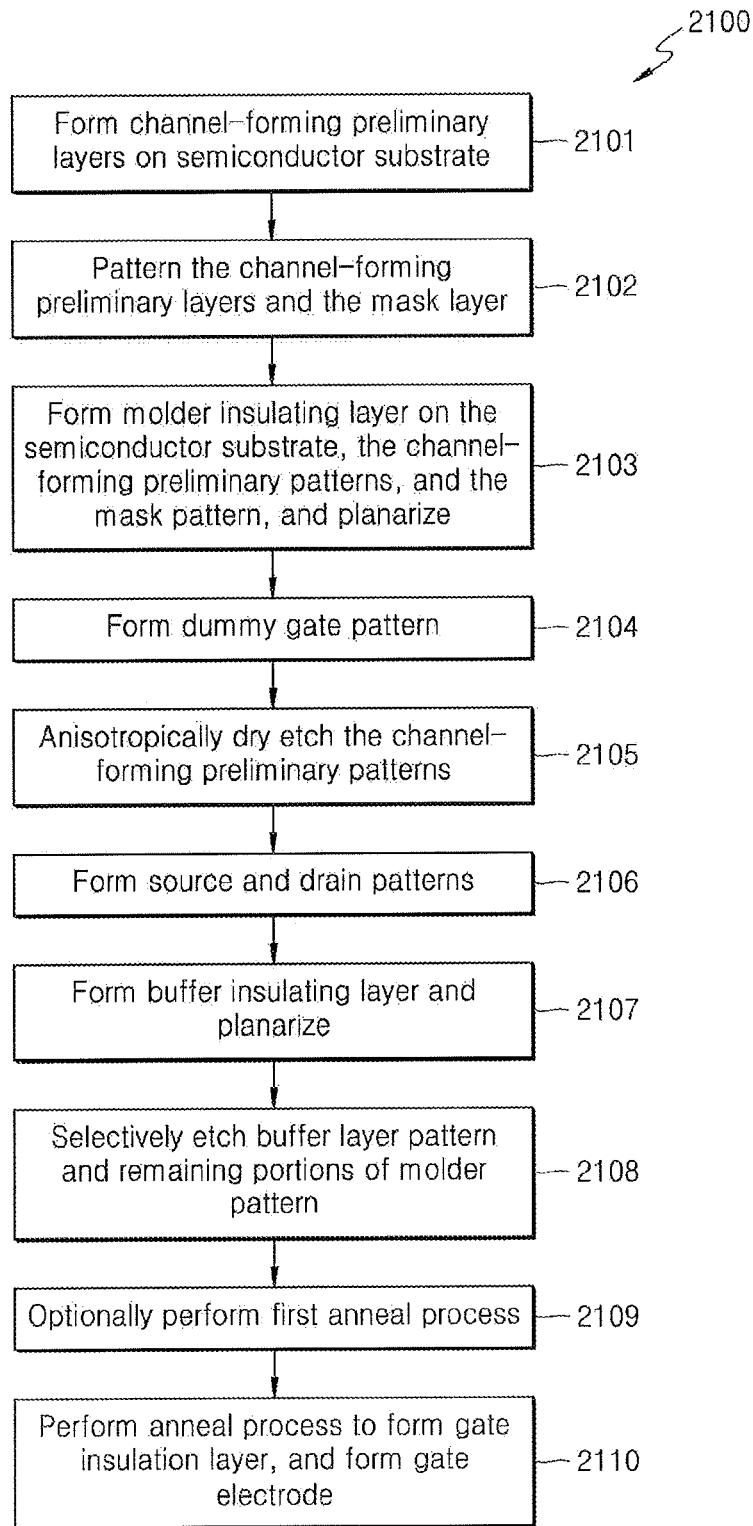 2100
Form channel-forming preliminary
layers on semiconductor substrate
2101
Pattern the channel-forming
preliminary layers and the mask layer
2102
Form molder insulating layer on the
semiconductor substrate, the channel-
forming preliminary patterns, and the
mask pattern, and planarize
2103
Form dummy gate pattern
2104
Anisotropically dry etch the channel-
forming preliminary patterns
2105
Form source and drain patterns
2106
Form buffer insulating layer and
planarize
2107
Selectively etch buffer layer pattern
and remaining portions of molder
pattern
2108
Optionally perform first anneal process
2109
Perform anneal process to form gate
insulation layer, and form gate
electrode
2110